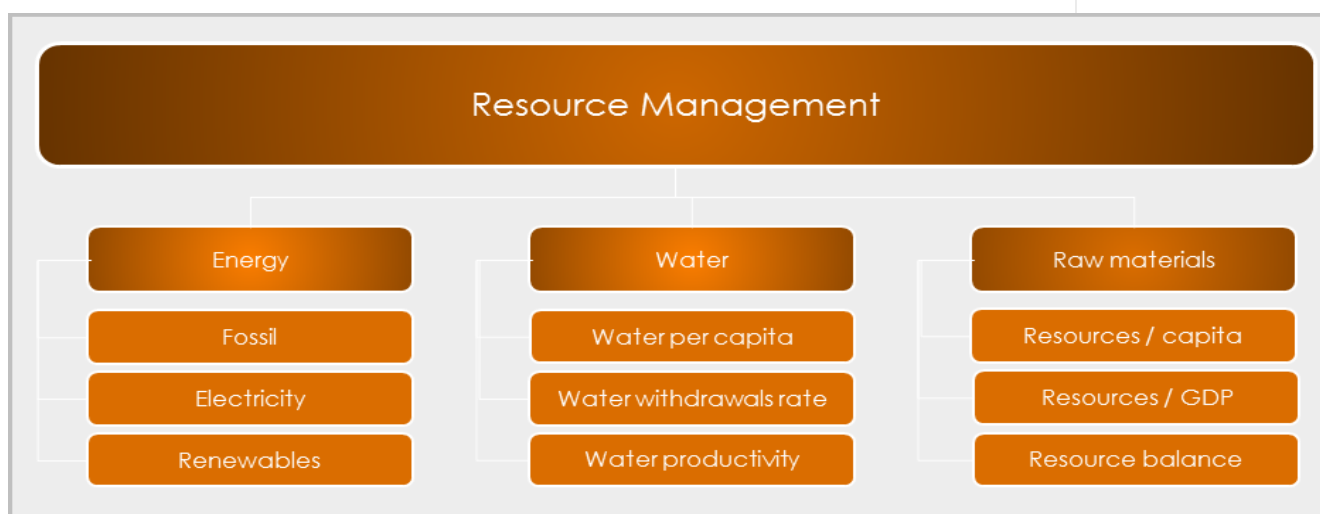 Resource Management
Energy
Fossil
Electricity
Renewables
Water
Water per capita
Water withdrawals rate
Water productivity
Raw materials
Resources / capita
Resources / GDP
Resource balance